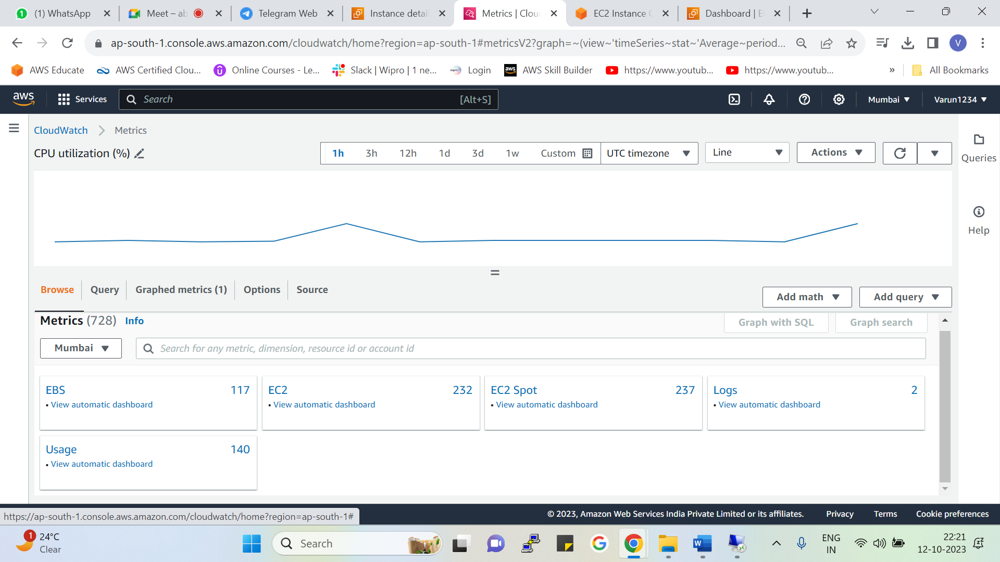 (1) WhatsApp
Meet – ab
Telegram Web
Instance detail
Metrics | Clou
EC2 Instance
Dashboard | E
ap-south-1.console.aws.amazon.com/cloudwatch/home?region=ap-south-1#metricsV2?graph=~(view~'timeSeries~stat~'Average~period...
V
AWS Educate
AWS Certified Clou...
Online Courses - Le...
Slack | Wipro | 1 ne...
Login
AWS Skill Builder
https://www.youtub...
https://www.youtub...
»
All Bookmarks
aws
Services
Search
[Alt+S]
Mumbai
Varun1234
CloudWatch
Metrics
CPU utilization (%)
1h 3h 12h 1d 3d 1w Custom
UTC timezone
Line
Actions
Queries
Help
Browse
Query
Graphed metrics (1)
Options
Source
Add math
Add query
Metrics (728) Info
Graph with SQL
Graph search
Mumbai
Search for any metric, dimension, resource id or account id
EBS 117
• View automatic dashboard
EC2 232
• View automatic dashboard
EC2 Spot 237
• View automatic dashboard
Logs 2
• View automatic dashboard
Usage 140
• View automatic dashboard
https://ap-south-1.console.aws.amazon.com/cloudwatch/home?region=ap-south-1#
© 2023, Amazon Web Services India Private Limited or its affiliates.
Privacy
Terms
Cookie preferences
1
24°C
Clear
Search
ENG
IN
22:21
12-10-2023